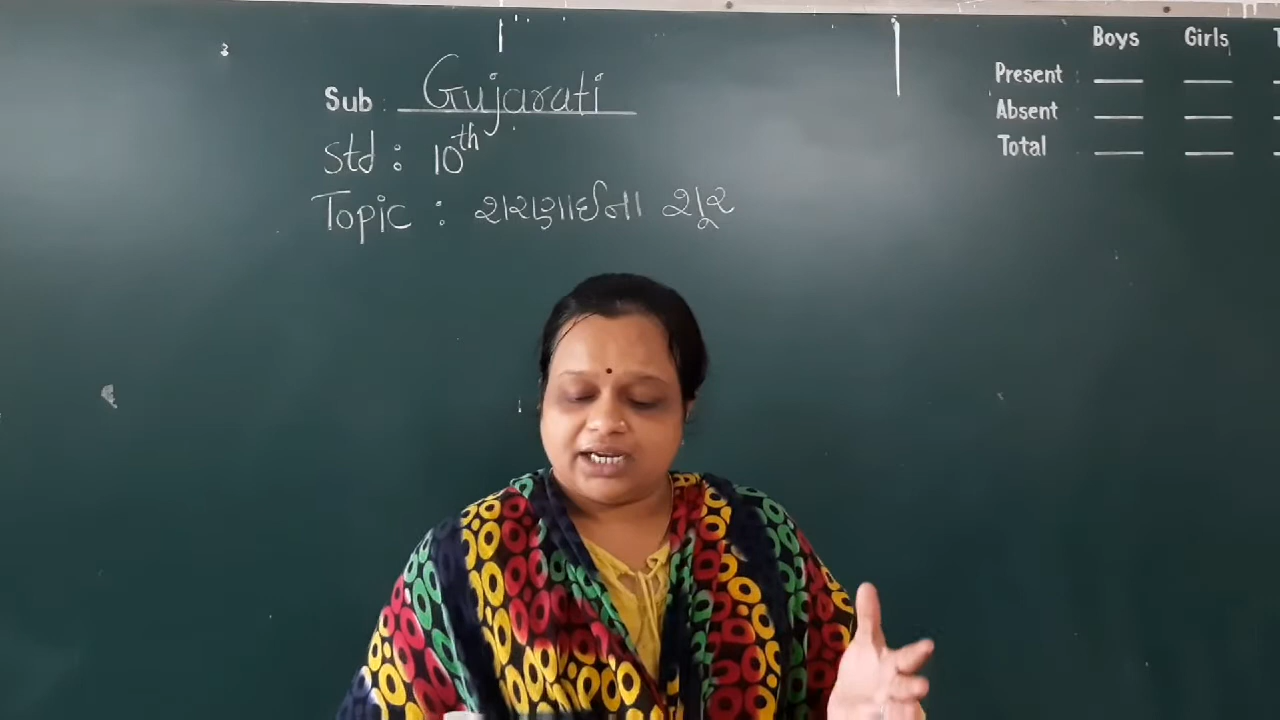 Sub : Gujarati
Std : 10th
Topic : શરણાઈના શૂર
Boys Girls
Present :
Absent
Total